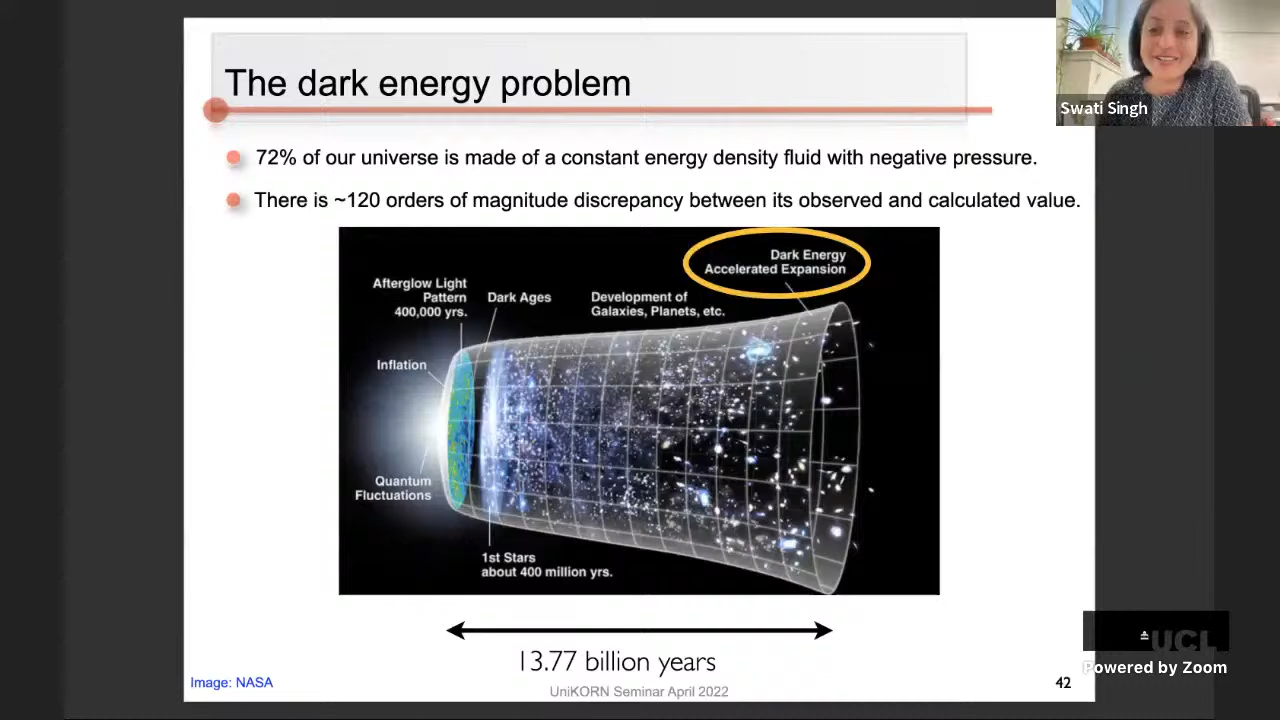 The dark energy problem
Swati Singh
72% of our universe is made of a constant energy density fluid with negative pressure.
There is ~120 orders of magnitude discrepancy between its observed and calculated value.
Dark Energy
Accelerated Expansion
Afterglow Light
Pattern
400,000 yrs.
Dark Ages
Development of
Galaxies, Planets, etc.
Inflation
Quantum
Fluctuations
1st Stars
about 400 million yrs.
13.77 billion years
UCL
Powered by Zoom
Image: NASA
UniKORN Seminar April 2022
42